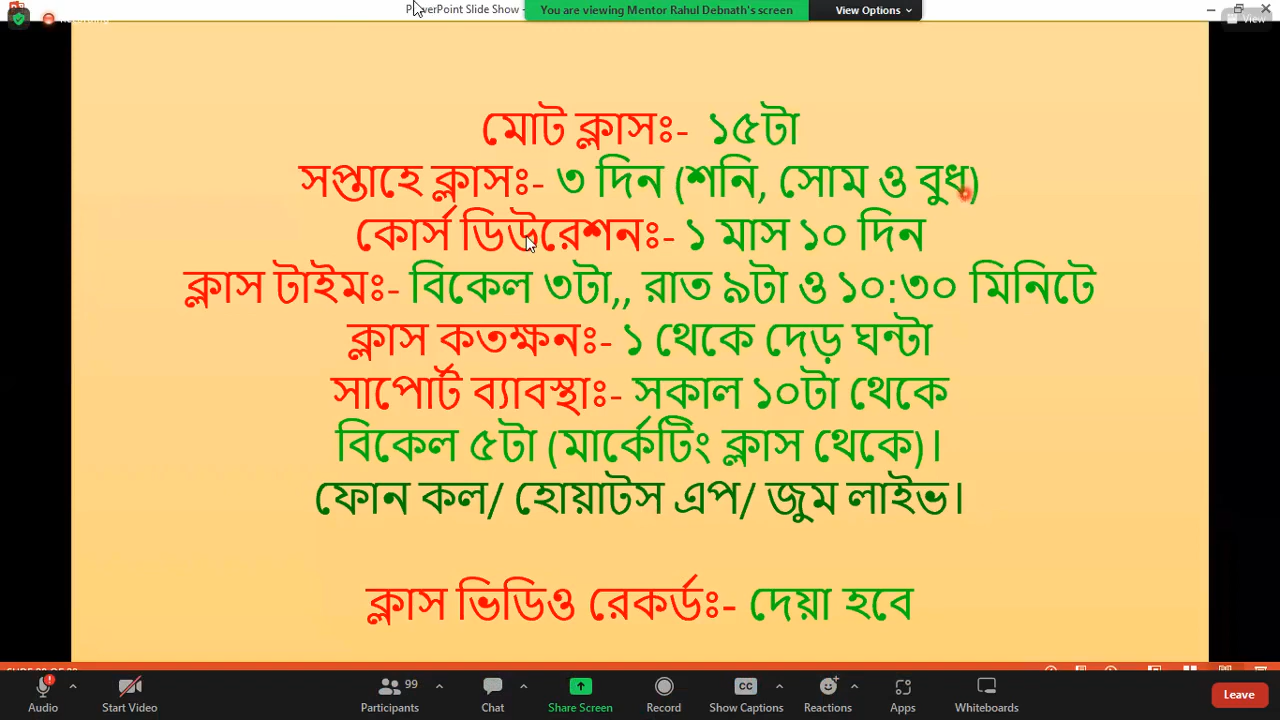 PowerPoint Slide Show -
You are viewing Mentor Rahul Debnath's screen
View Options
View
মোট ক্লাসঃ- ১৫টা
সপ্তাহে ক্লাসঃ- ৩ দিন (শনি, সোম ও বুধ)
কোর্স ডিউরেশনঃ- ১ মাস ১০ দিন
ক্লাস টাইমঃ- বিকেল ৩টা,, রাত ৯টা ও ১০:৩০ মিনিটে
ক্লাস কতক্ষনঃ- ১ থেকে দেড় ঘন্টা
সাপোর্ট ব্যাবস্থাঃ- সকাল ১০টা থেকে
বিকেল ৫টা (মার্কেটিং ক্লাস থেকে)।
ফোন কল/ হোয়াটস এপ/ জুম লাইভ।
ক্লাস ভিডিও রেকর্ডঃ- দেয়া হবে
Audio
Start Video
99
Participants
Chat
Share Screen
Record
CC
Show Captions
Reactions
Apps
Whiteboards
Leave